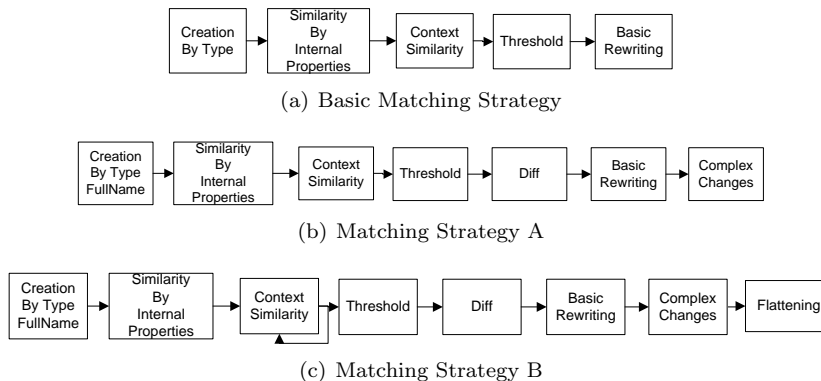 Creation
By Type
Similarity
By
Internal
Properties
Context
Similarity
Threshold
Basic
Rewriting
(a) Basic Matching Strategy
Creation
By Type
FullName
Similarity
By
Internal
Properties
Context
Similarity
Threshold
Diff
Basic
Rewriting
Complex
Changes
(b) Matching Strategy A
Creation
By Type
FullName
Similarity
By
Internal
Properties
Context
Similarity
Threshold
Diff
Basic
Rewriting
Complex
Changes
Flattening
(c) Matching Strategy B